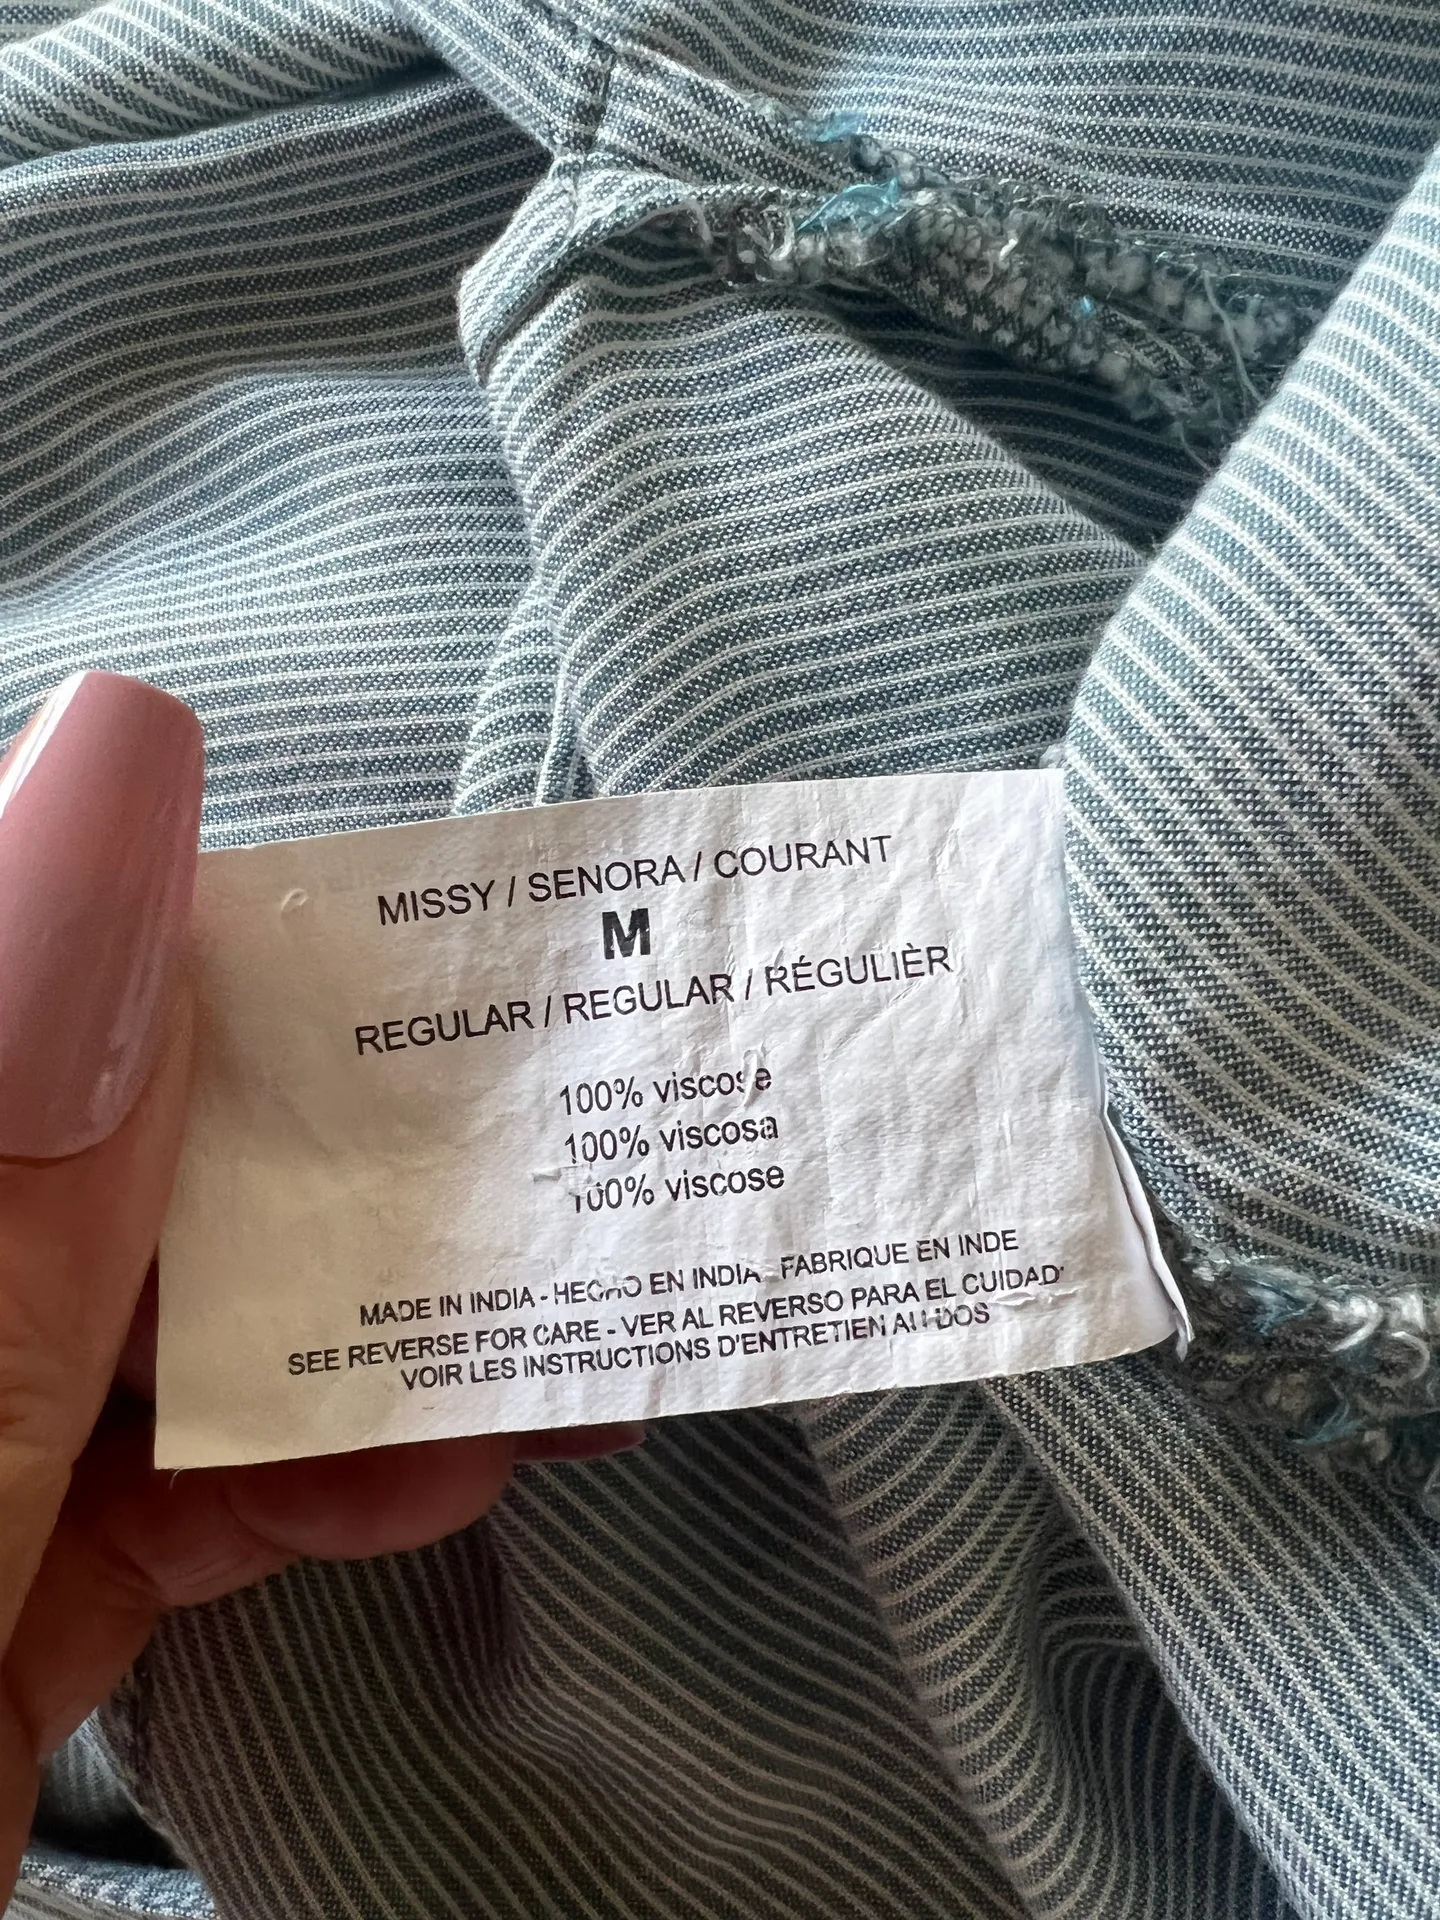 MISSY / SENORA / COURANT
M
REGULAR / REGULAR / RÉGULIÈR
100% viscose
100% viscosa
100% viscose
MADE IN INDIA - HECHO EN INDIA FABRIQUE EN INDE
SEE REVERSE FOR CARE - VER AL REVERSO PARA EL CUIDAD
VOIR LES INSTRUCTIONS D'ENTRETIEN AU DOS